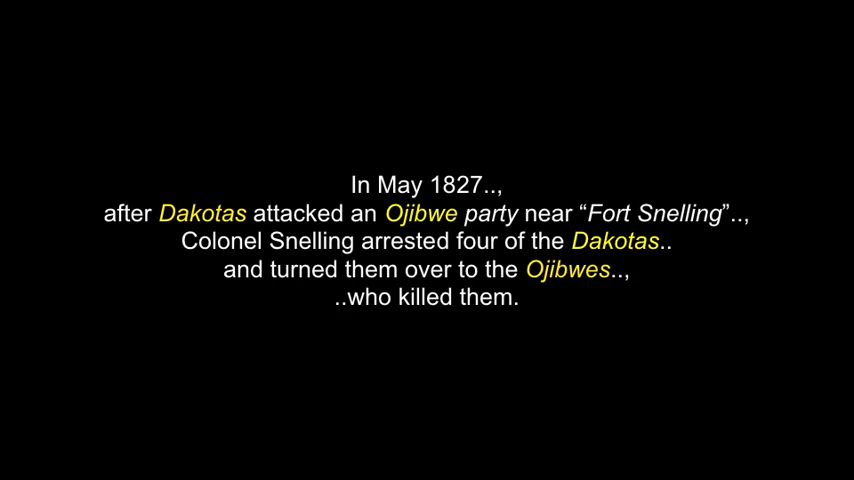 In May 1827..,
after Dakotas attacked an Ojibwe party near “Fort Snelling”..,
Colonel Snelling arrested four of the Dakotas..
and turned them over to the Ojibwes..,
..who killed them.